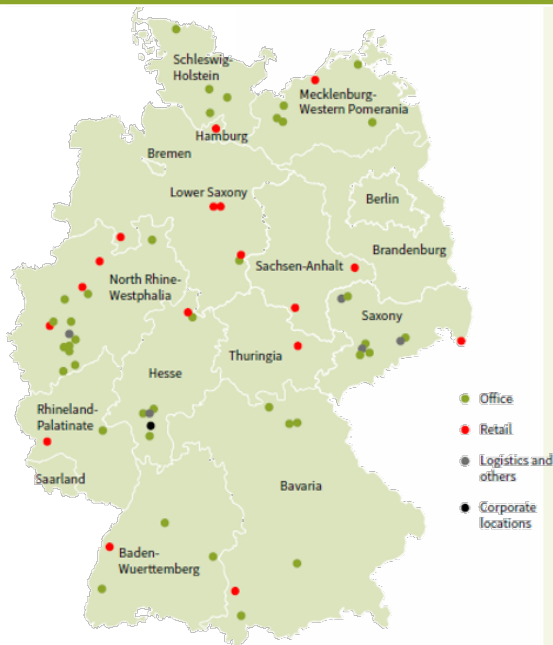 Schleswig-
Holstein
Mecklenburg-
Western Pomerania
Hamburg
Bremen
Lower Saxony
Berlin
Brandenburg
Sachsen-Anhalt
North Rhine-
Westphalia
Saxony
Thuringia
Hesse
Rhineland-
Palatinate
Saarland
Bavaria
Baden-
Wuerttemberg
Office
Retail
Logistics and
others
Corporate
locations